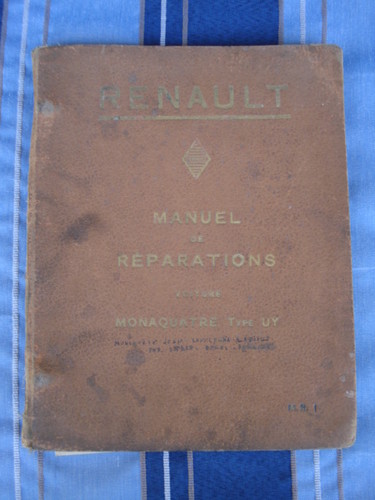 RENAULT
MANUEL
DE
RÉPARATIONS
VOITURE
MONAQUATRE TYPE UY